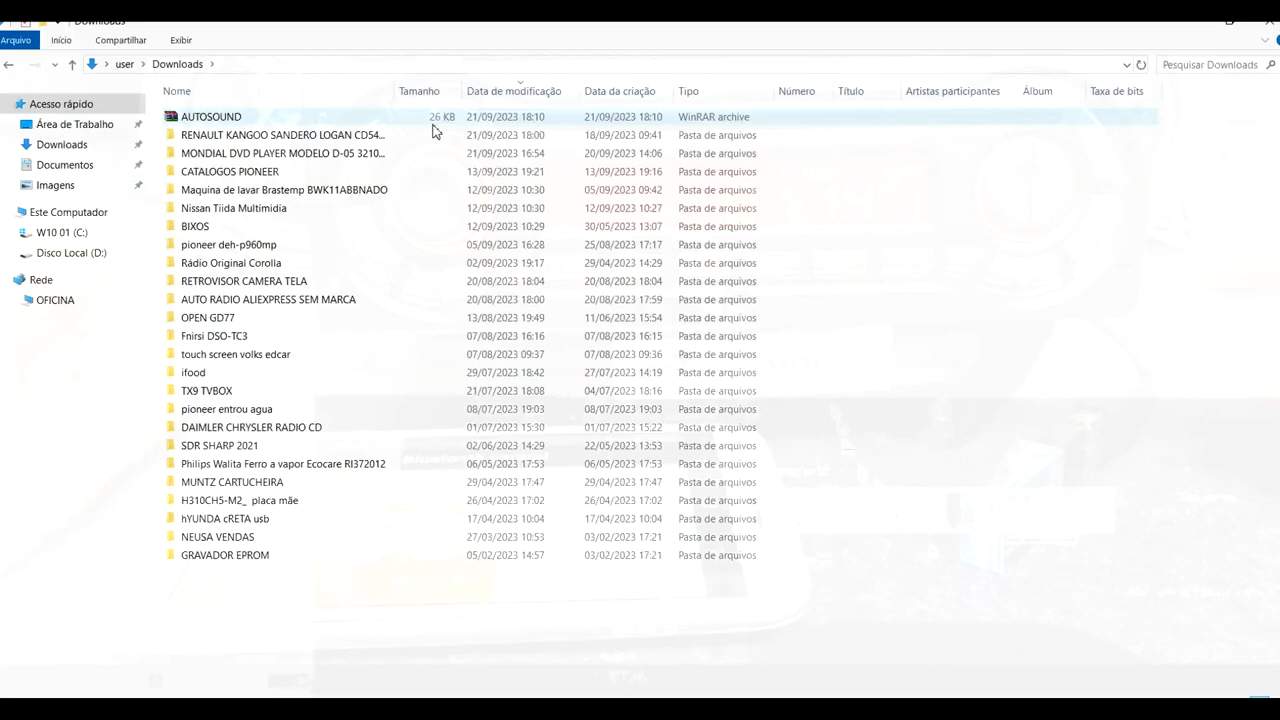 Downloads
Arquivo Início Compartilhar Exibir
user Downloads Pesquisar Downloads
Nome Tamanho Data de modificação Data da criação Tipo Número Título Artistas participantes Álbum Taxa de bits
Acesso rápido
Área de Trabalho
Downloads
Documentos
Imagens
Este Computador
W10 01 (C:)
Disco Local (D:)
Rede
OFICINA
AUTOSOUND 26 KB 21/09/2023 18:10 21/09/2023 18:10 WinRAR archive
RENAULT KANGOO SANDERO LOGAN CD54... 21/09/2023 18:00 18/09/2023 09:41 Pasta de arquivos
MONDIAL DVD PLAYER MODELO D-05 3210... 21/09/2023 16:54 20/09/2023 14:06 Pasta de arquivos
CATALOGOS PIONEER 13/09/2023 19:21 13/09/2023 19:16 Pasta de arquivos
Maquina de lavar Brastemp BWK11ABBNADO 12/09/2023 10:30 05/09/2023 09:42 Pasta de arquivos
Nissan Tiida Multimidia 12/09/2023 10:30 12/09/2023 10:27 Pasta de arquivos
BIXOS 12/09/2023 10:29 30/05/2023 13:07 Pasta de arquivos
pioneer deh-p960mp 05/09/2023 16:28 25/08/2023 17:17 Pasta de arquivos
Rádio Original Corolla 02/09/2023 19:17 29/04/2023 14:29 Pasta de arquivos
RETROVISOR CAMERA TELA 20/08/2023 18:04 20/08/2023 18:04 Pasta de arquivos
AUTO RADIO ALIEXPRESS SEM MARCA 20/08/2023 18:00 20/08/2023 17:59 Pasta de arquivos
OPEN GD77 13/08/2023 19:49 11/06/2023 15:54 Pasta de arquivos
Fnirsi DSO-TC3 07/08/2023 16:16 07/08/2023 16:15 Pasta de arquivos
touch screen volks edcar 07/08/2023 09:37 07/08/2023 09:36 Pasta de arquivos
ifood 29/07/2023 18:42 27/07/2023 14:19 Pasta de arquivos
TX9 TVBOX 21/07/2023 18:08 04/07/2023 18:16 Pasta de arquivos
pioneer entrou agua 08/07/2023 19:03 08/07/2023 19:03 Pasta de arquivos
DAIMLER CHRYSLER RADIO CD 01/07/2023 15:30 01/07/2023 15:22 Pasta de arquivos
SDR SHARP 2021 02/06/2023 14:29 22/05/2023 13:53 Pasta de arquivos
Philips Walita Ferro a vapor Ecocare RI372012 06/05/2023 17:53 06/05/2023 17:53 Pasta de arquivos
MUNTZ CARTUCHEIRA 29/04/2023 17:47 29/04/2023 17:47 Pasta de arquivos
H310CH5-M2_ placa mãe 26/04/2023 17:02 26/04/2023 17:02 Pasta de arquivos
hYUNDA cRETA usb 17/04/2023 10:04 17/04/2023 10:04 Pasta de arquivos
NEUSA VENDAS 27/03/2023 10:53 03/02/2023 17:21 Pasta de arquivos
GRAVADOR EPROM 05/02/2023 14:57 03/02/2023 17:21 Pasta de arquivos